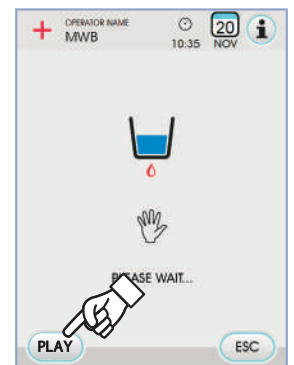 OPERATOR NAME
MWB
10:35
20
NOV
i
PLEASE WAIT...
PLAY
ESC